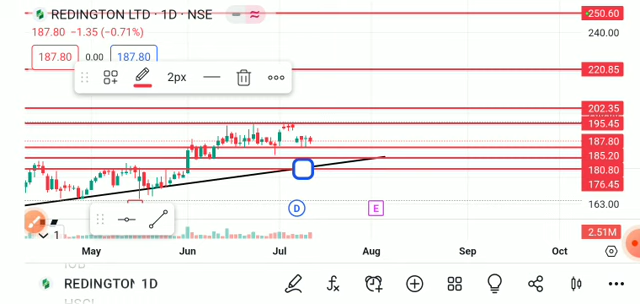 REDINGTON LTD · 1D · NSE
250.60
187.80 −1.35 (−0.71%)
240.00
187.80 0.00 187.80
220.85
2px
202.35
195.45
187.80
185.20
180.80
176.45
163.00
D E
1
2.51M
May Jun Jul Aug Sep Oct
REDINGTON 1D